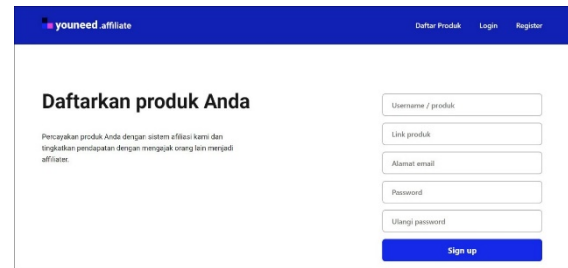 youneed.affiliate
Daftar Produk Login Register
Daftarkan produk Anda
Percayakan produk Anda dengan sistem afiliasi kami dan
tingkatkan pendapatan dengan mengajak orang lain menjadi
affiliater.
Username / produk
Link produk
Alamat email
Password
Ulangi password
Sign up